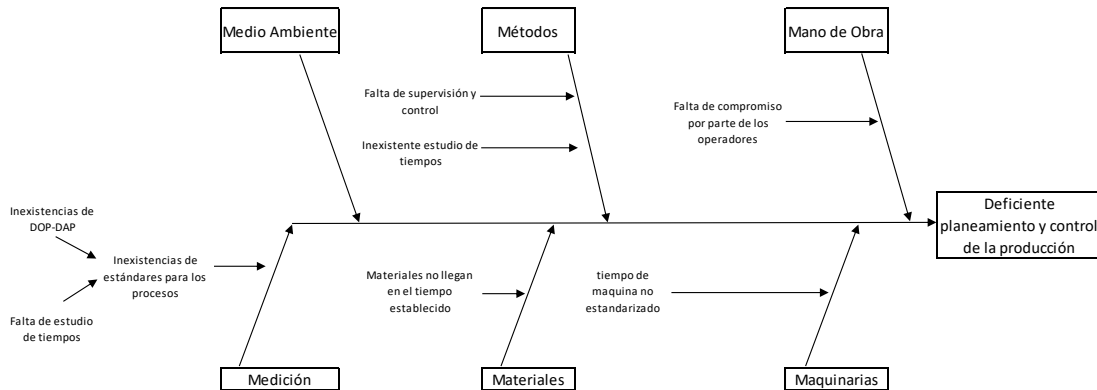 Medio Ambiente
Métodos
Mano de Obra
Falta de supervisión y
control
Inexistente estudio de
tiempos
Falta de compromiso
por parte de los
operadores
Inexistencias de
DOP-DAP
Inexistencias de
estándares para los
procesos
Falta de estudio
de tiempos
Materiales no llegan
en el tiempo
establecido
tiempo de
maquina no
estandarizado
Deficiente
planeamiento y control
de la producción
Medición
Materiales
Maquinarias